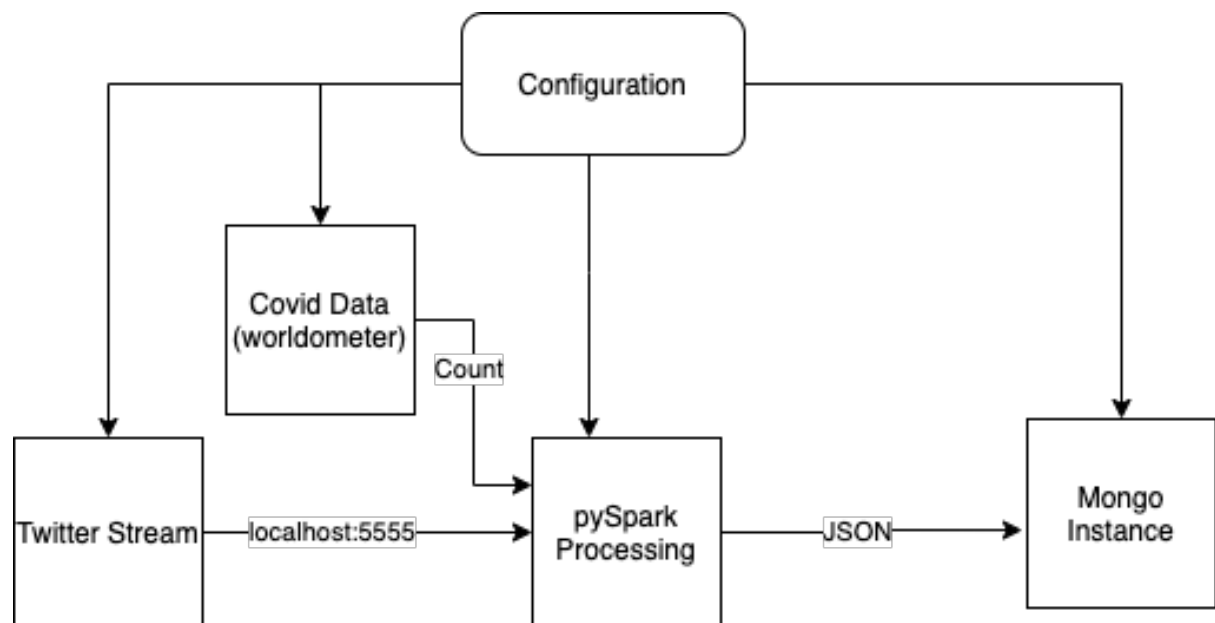 Configuration
Covid Data
(worldometer)
Count
Twitter Stream
localhost:5555
pySpark
Processing
JSON
Mongo
Instance